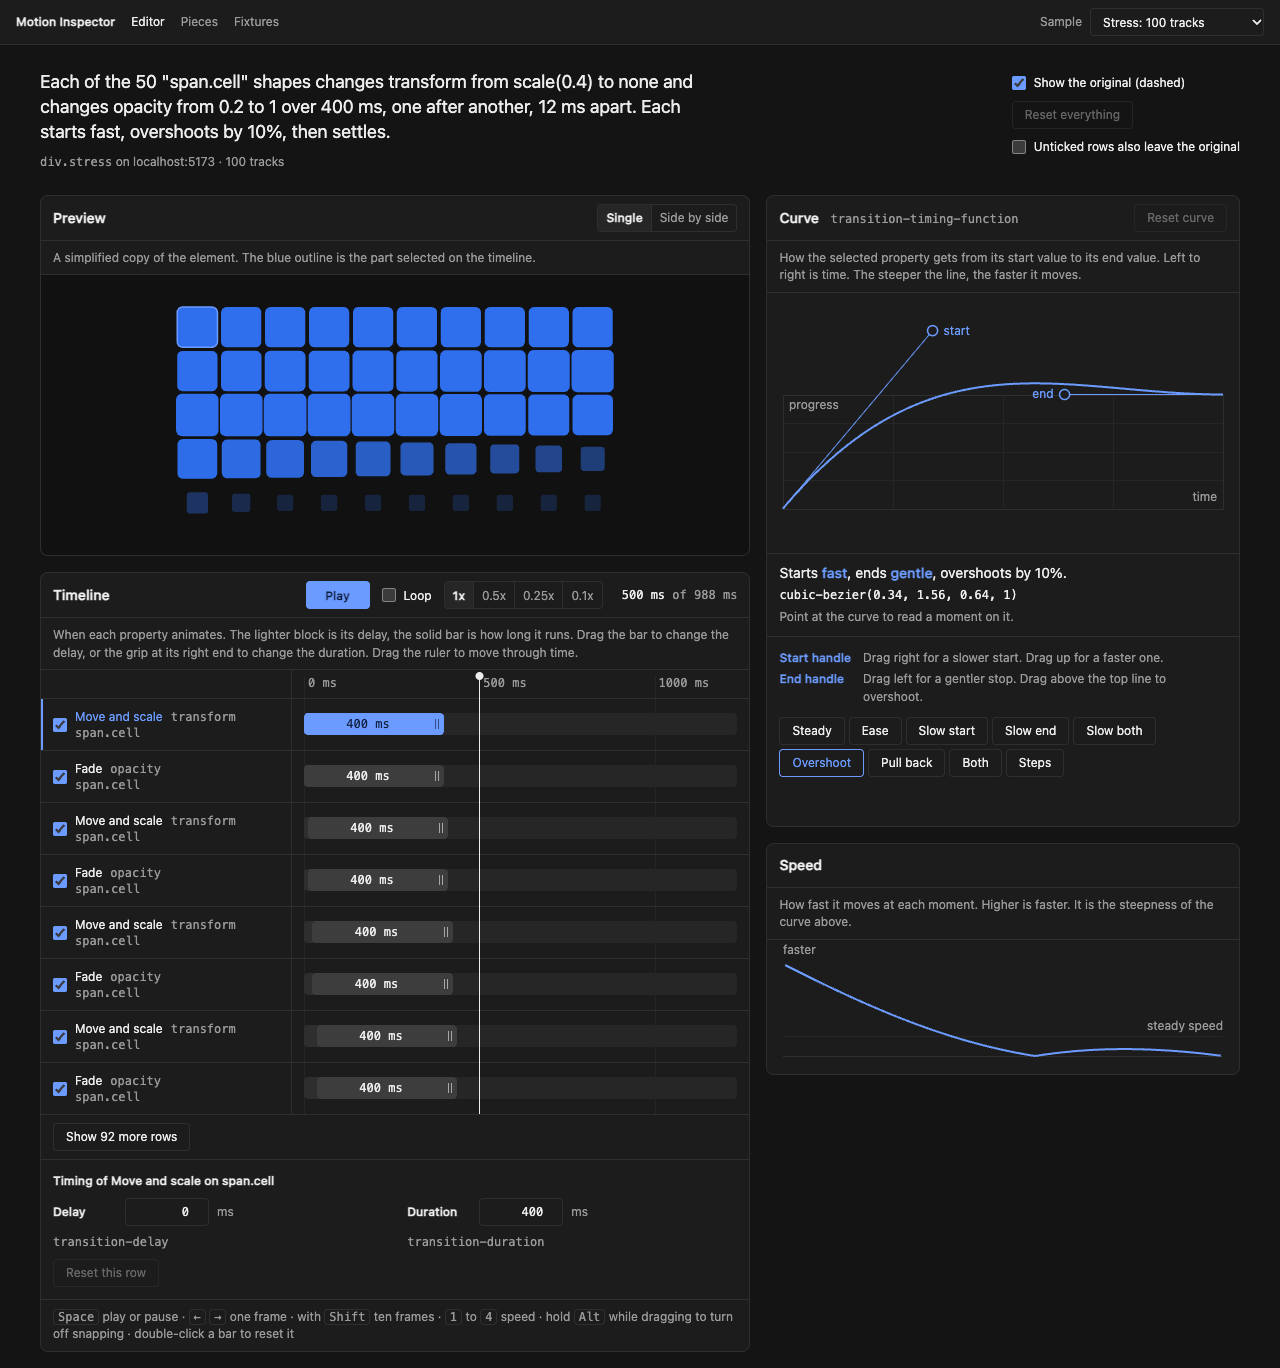 Motion Inspector Editor Pieces Fixtures Sample Stress: 100 tracks
Each of the 50 "span.cell" shapes changes transform from scale(0.4) to none and
changes opacity from 0.2 to 1 over 400 ms, one after another, 12 ms apart. Each
starts fast, overshoots by 10%, then settles.
div.stress on localhost:5173 · 100 tracks
Show the original (dashed)
Reset everything
Unticked rows also leave the original
Preview Single Side by side
A simplified copy of the element. The blue outline is the part selected on the timeline.
Timeline Play Loop 1x 0.5x 0.25x 0.1x 500 ms of 988 ms
When each property animates. The lighter block is its delay, the solid bar is how long it runs. Drag the bar to change the
delay, or the grip at its right end to change the duration. Drag the ruler to move through time.
0 ms 500 ms 1000 ms
Move and scale transform
span.cell
400 ms
Fade opacity
span.cell
400 ms
Move and scale transform
span.cell
400 ms
Fade opacity
span.cell
400 ms
Move and scale transform
span.cell
400 ms
Fade opacity
span.cell
400 ms
Move and scale transform
span.cell
400 ms
Fade opacity
span.cell
400 ms
Show 92 more rows
Timing of Move and scale on span.cell
Delay 0 ms Duration 400 ms
transition-delay transition-duration
Reset this row
Space play or pause · ← → one frame · with Shift ten frames · 1 to 4 speed · hold Alt while dragging to turn
off snapping · double-click a bar to reset it
Curve transition-timing-function Reset curve
How the selected property gets from its start value to its end value. Left to
right is time. The steeper the line, the faster it moves.
start
end
progress
time
Starts fast, ends gentle, overshoots by 10%.
cubic-bezier(0.34, 1.56, 0.64, 1)
Point at the curve to read a moment on it.
Start handle Drag right for a slower start. Drag up for a faster one.
End handle Drag left for a gentler stop. Drag above the top line to
overshoot.
Steady Ease Slow start Slow end Slow both
Overshoot Pull back Both Steps
Speed
How fast it moves at each moment. Higher is faster. It is the steepness of the
curve above.
faster
steady speed